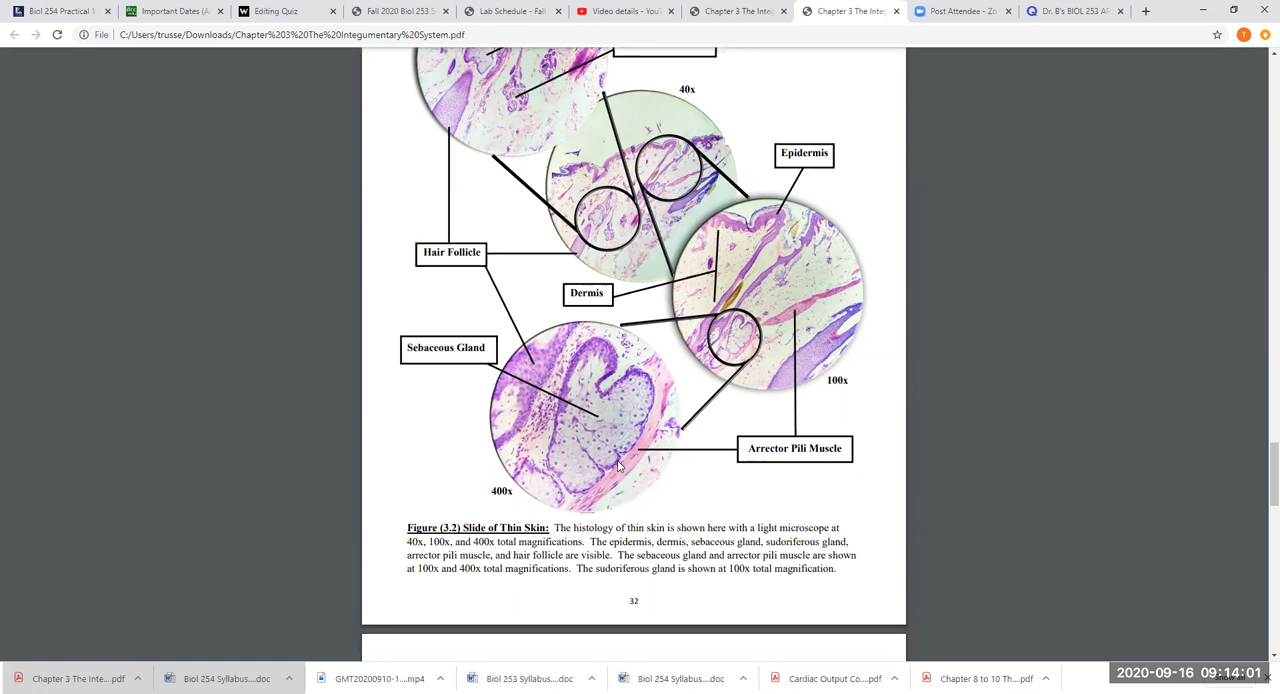 Biol 254 Practical 1
Important Dates (A
Editing Quiz
Fall 2020 Biol 253 S
Lab Schedule - Fall
Video details - You
Chapter 3 The Inte
Chapter 3 The Inte
Post Attendee - Zo
Dr. B's BIOL 253 AP
File
C:/Users/trusse/Downloads/Chapter%203%20The%20Integumentary%20System.pdf
T
40x
Epidermis
Hair Follicle
Dermis
Sebaceous Gland
100x
Arrector Pili Muscle
400x
Figure (3.2) Slide of Thin Skin: The histology of thin skin is shown here with a light microscope at
40x, 100x, and 400x total magnifications. The epidermis, dermis, sebaceous gland, sudoriferous gland,
arrector pili muscle, and hair follicle are visible. The sebaceous gland and arrector pili muscle are shown
at 100x and 400x total magnifications. The sudoriferous gland is shown at 100x total magnification.
32
Chapter 3 The Inte....pdf
Biol 254 Syllabus....doc
GMT20200910-1....mp4
Biol 253 Syllabus....doc
Biol 254 Syllabus....doc
Cardiac Output Co....pdf
Chapter 8 to 10 Th....pdf
2020-09-16 09:14:01